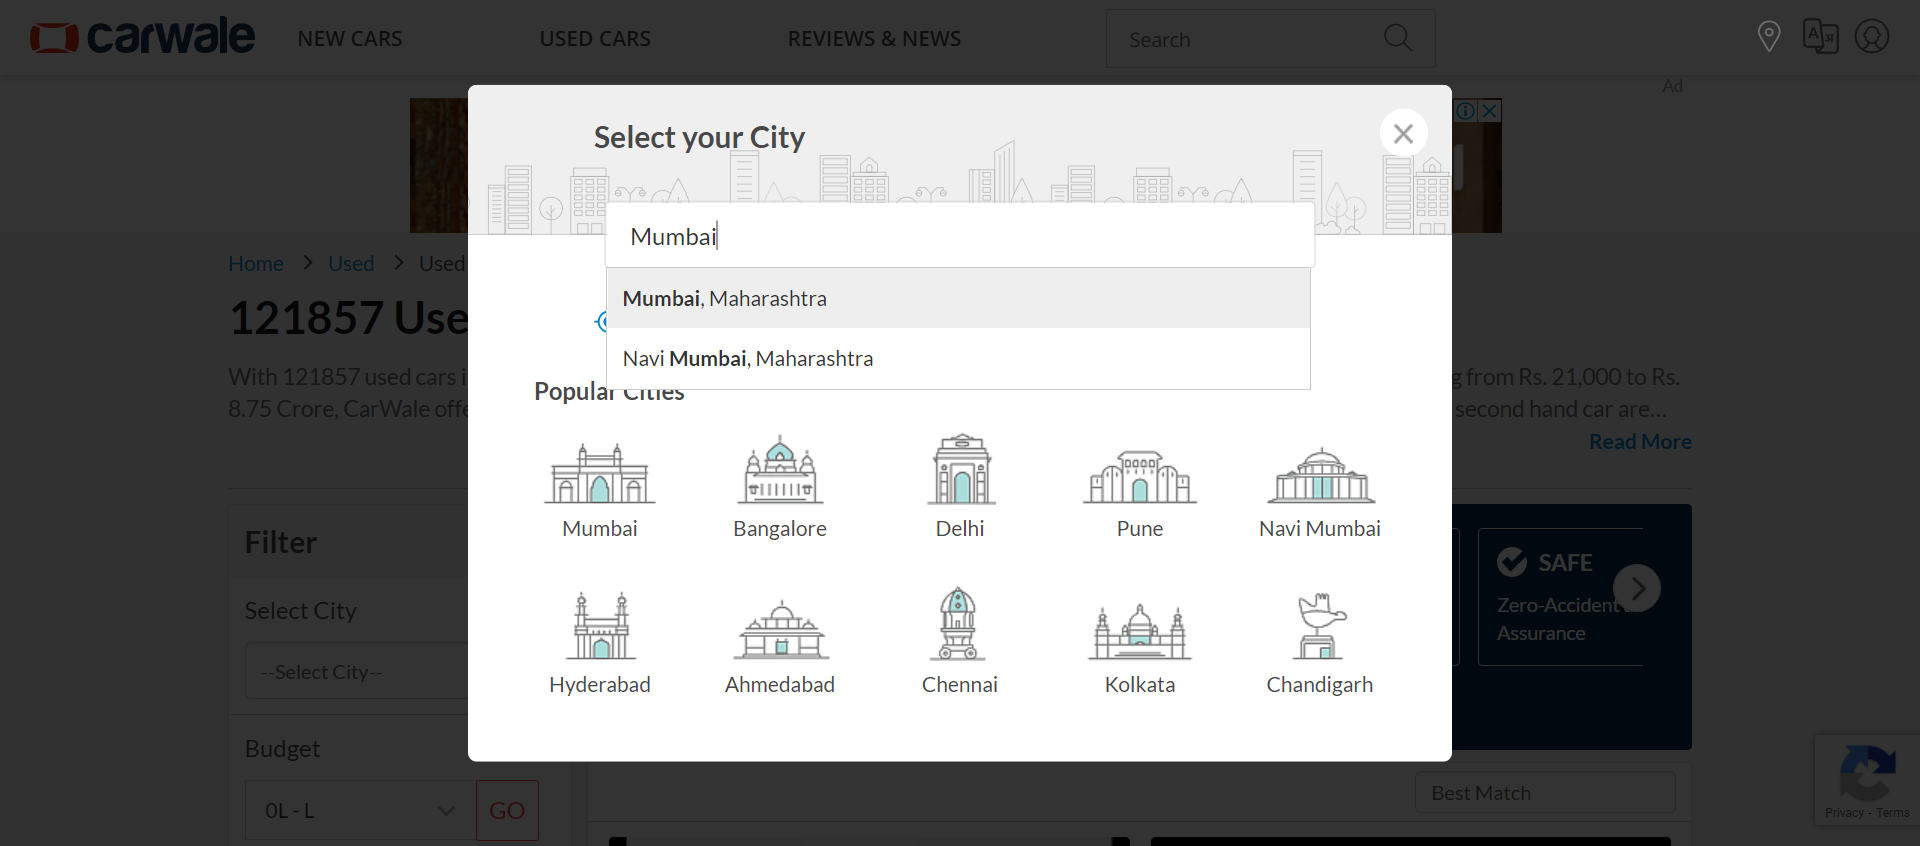 carwale
NEW CARS
USED CARS
REVIEWS & NEWS
Search
A अ
Ad
Select your City
Mumbai
Mumbai, Maharashtra
Navi Mumbai, Maharashtra
Home > Used > Used
121857 Use
With 121857 used cars i
g from Rs. 21,000 to Rs.
8.75 Crore, CarWale offe
second hand car are...
Read More
Popular Cities
Mumbai
Bangalore
Delhi
Pune
Navi Mumbai
Hyderabad
Ahmedabad
Chennai
Kolkata
Chandigarh
Filter
Select City
--Select City--
Budget
0L - L
GO
SAFE
Zero-Accident
Assurance
Best Match
Privacy - Terms